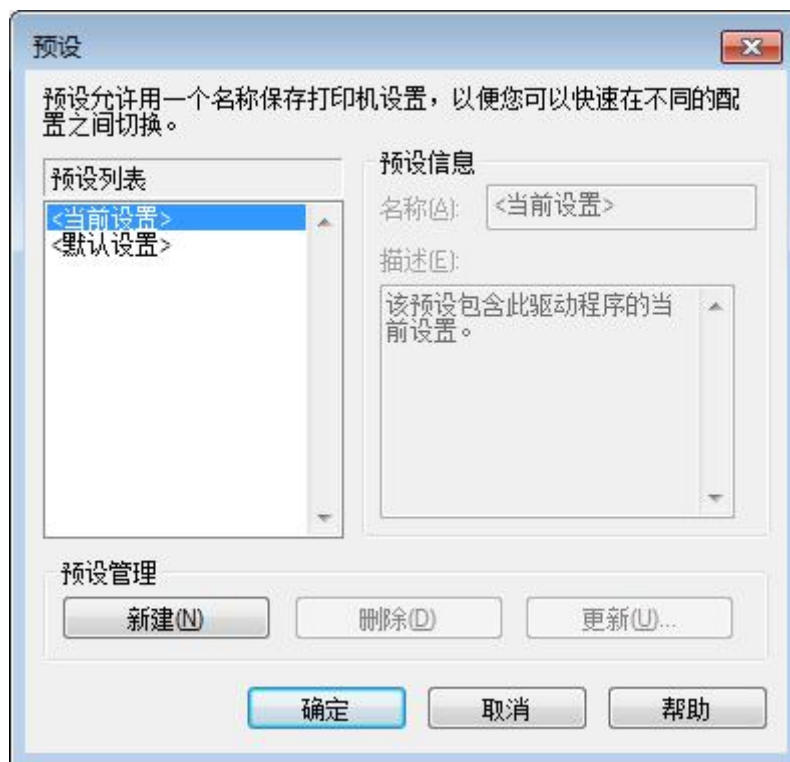 预设
预设允许用一个名称保存打印机设置，以便您可以快速在不同的配
置之间切换。
预设列表
<当前设置>
<默认设置>
预设信息
名称(A):
<当前设置>
描述(E):
该预设包含此驱动程序的当
前设置。
预设管理
新建(N)
删除(D)
更新(U)...
确定
取消
帮助